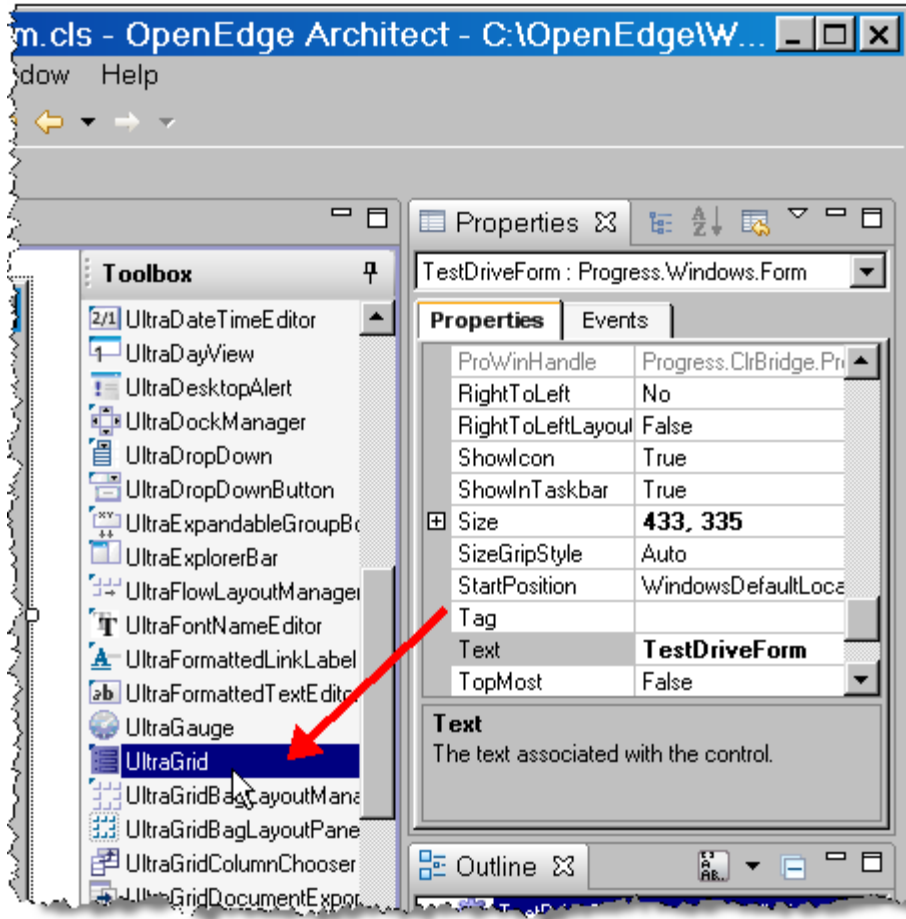 m.cls - OpenEdge Architect - C:\OpenEdge\W...
dow Help
Toolbox
UltraDateTimeEditor
UltraDayView
UltraDesktopAlert
UltraDockManager
UltraDropDown
UltraDropDownButton
UltraExpandableGroupBo
UltraExplorerBar
UltraFlowLayoutManager
UltraFontNameEditor
UltraFormattedLinkLabel
UltraFormattedTextEdito
UltraGauge
UltraGrid
UltraGridBagLayoutMana
UltraGridBagLayoutPane
UltraGridColumnChooser
UltraGridDocumentExpor
Properties
TestDriveForm : Progress.Windows.Form
Properties Events
ProWinHandle Progress.ClrBridge.Pr
RightToLeft No
RightToLeftLayout False
ShowIcon True
ShowInTaskbar True
Size 433, 335
SizeGripStyle Auto
StartPosition WindowsDefaultLoca
Tag
Text TestDriveForm
TopMost False
Text
The text associated with the control.
Outline